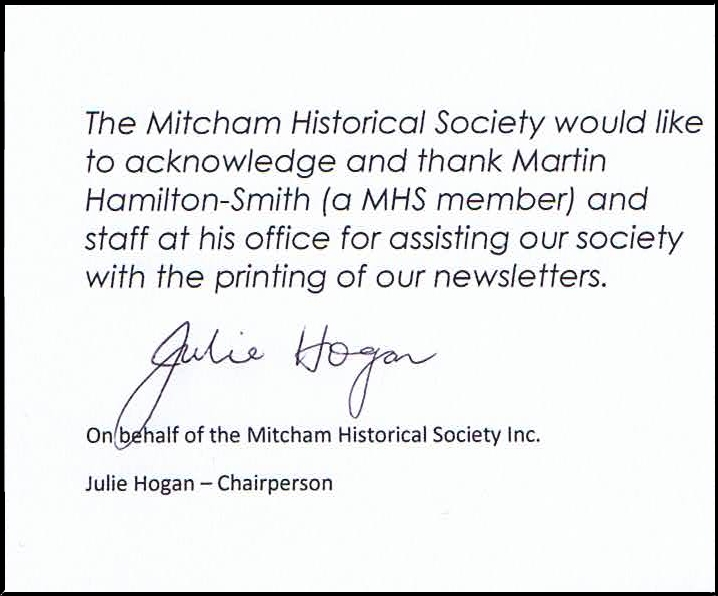 The Mitcham Historical Society would like
to acknowledge and thank Martin
Hamilton-Smith (a MHS member) and
staff at his office for assisting our society
with the printing of our newsletters.
Julie Hogan
On behalf of the Mitcham Historical Society Inc.
Julie Hogan – Chairperson